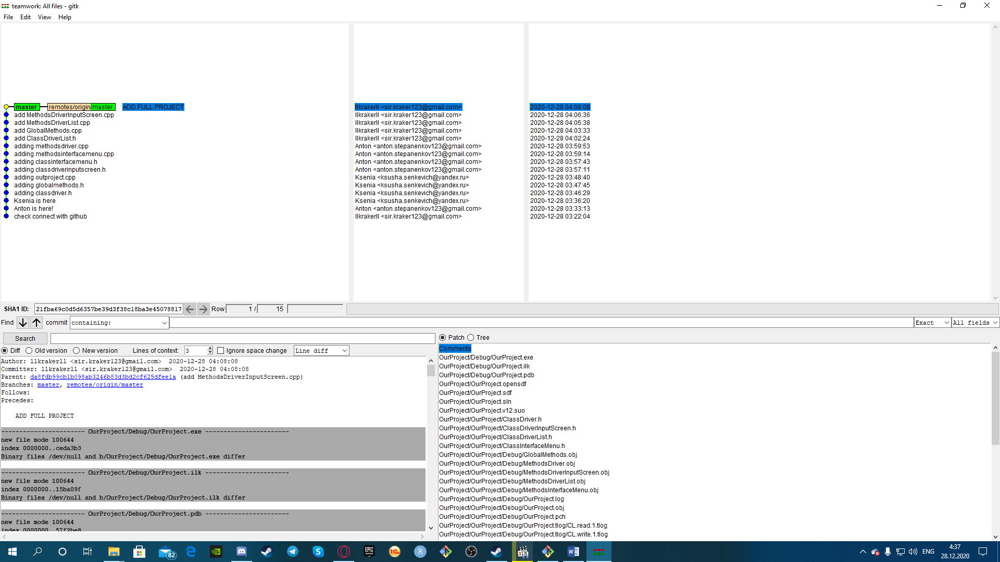 teamwork: All files - gitk
File Edit View Help
master remotes/origin/master ADD FULL PROJECT llkrakerll <sir.kraker123@gmail.com> 2020-12-28 04:08:08
add MethodsDriverInputScreen.cpp llkrakerll <sir.kraker123@gmail.com> 2020-12-28 04:06:36
add MethodsDriverList.cpp llkrakerll <sir.kraker123@gmail.com> 2020-12-28 04:05:38
add GlobalMethods.cpp llkrakerll <sir.kraker123@gmail.com> 2020-12-28 04:03:33
add ClassDriverList.h llkrakerll <sir.kraker123@gmail.com> 2020-12-28 04:02:24
adding methodsdriver.cpp Anton <anton.stepanenkov123@gmail.com> 2020-12-28 03:59:53
adding methodsinterfacemenu.cpp Anton <anton.stepanenkov123@gmail.com> 2020-12-28 03:59:14
adding classinterfacemenu.h Anton <anton.stepanenkov123@gmail.com> 2020-12-28 03:57:43
adding classdriverinputscreen.h Anton <anton.stepanenkov123@gmail.com> 2020-12-28 03:57:11
adding outproject.cpp Ksenia <ksusha.senkevich@yandex.ru> 2020-12-28 03:48:40
adding globalmethods.h Ksenia <ksusha.senkevich@yandex.ru> 2020-12-28 03:47:45
adding classdriver.h Ksenia <ksusha.senkevich@yandex.ru> 2020-12-28 03:46:29
Ksenia is here Ksenia <ksusha.senkevich@yandex.ru> 2020-12-28 03:36:20
Anton is here! Anton <anton.stepanenkov123@gmail.com> 2020-12-28 03:33:13
check connect with github llkrakerll <sir.kraker123@gmail.com> 2020-12-28 03:22:04
SHA1 ID: 21fba69c0d5d6357be39d3f38c18ba3e45078817 Row 1 / 15
Find commit containing: Exact All fields
Search
Diff Old version New version Lines of context: 3 Ignore space change Line diff
Author: llkrakerll <sir.kraker123@gmail.com> 2020-12-28 04:08:08
Committer: llkrakerll <sir.kraker123@gmail.com> 2020-12-28 04:08:08
Parent: da8fdb99cb1b098ab3246b83d3bd2cf625dfee1a (add MethodsDriverInputScreen.cpp)
Branches: master, remotes/origin/master
Follows:
Precedes:
ADD FULL PROJECT
----------------------- OurProject/Debug/OurProject.exe -----------------------
new file mode 100644
index 0000000..ceda3b3
Binary files /dev/null and b/OurProject/Debug/OurProject.exe differ
----------------------- OurProject/Debug/OurProject.ilk -----------------------
new file mode 100644
index 0000000..15ba09f
Binary files /dev/null and b/OurProject/Debug/OurProject.ilk differ
----------------------- OurProject/Debug/OurProject.pdb -----------------------
new file mode 100644
index 0000000..57f2be8
Patch Tree
Comments
OurProject/Debug/OurProject.exe
OurProject/Debug/OurProject.ilk
OurProject/Debug/OurProject.pdb
OurProject/OurProject.opensdf
OurProject/OurProject.sdf
OurProject/OurProject.sln
OurProject/OurProject.v12.suo
OurProject/OurProject/ClassDriver.h
OurProject/OurProject/ClassDriverInputScreen.h
OurProject/OurProject/ClassDriverList.h
OurProject/OurProject/ClassInterfaceMenu.h
OurProject/OurProject/Debug/GlobalMethods.obj
OurProject/OurProject/Debug/MethodsDriver.obj
OurProject/OurProject/Debug/MethodsDriverInputScreen.obj
OurProject/OurProject/Debug/MethodsDriverList.obj
OurProject/OurProject/Debug/MethodsInterfaceMenu.obj
OurProject/OurProject/Debug/OurProject.log
OurProject/OurProject/Debug/OurProject.obj
OurProject/OurProject/Debug/OurProject.pch
OurProject/OurProject/Debug/OurProject.tlog/CL.read.1.tlog
OurProject/OurProject/Debug/OurProject.tlog/CL.write.1.tlog
82 EPIC GAMES 1C R ENG 4:37
28.12.2020